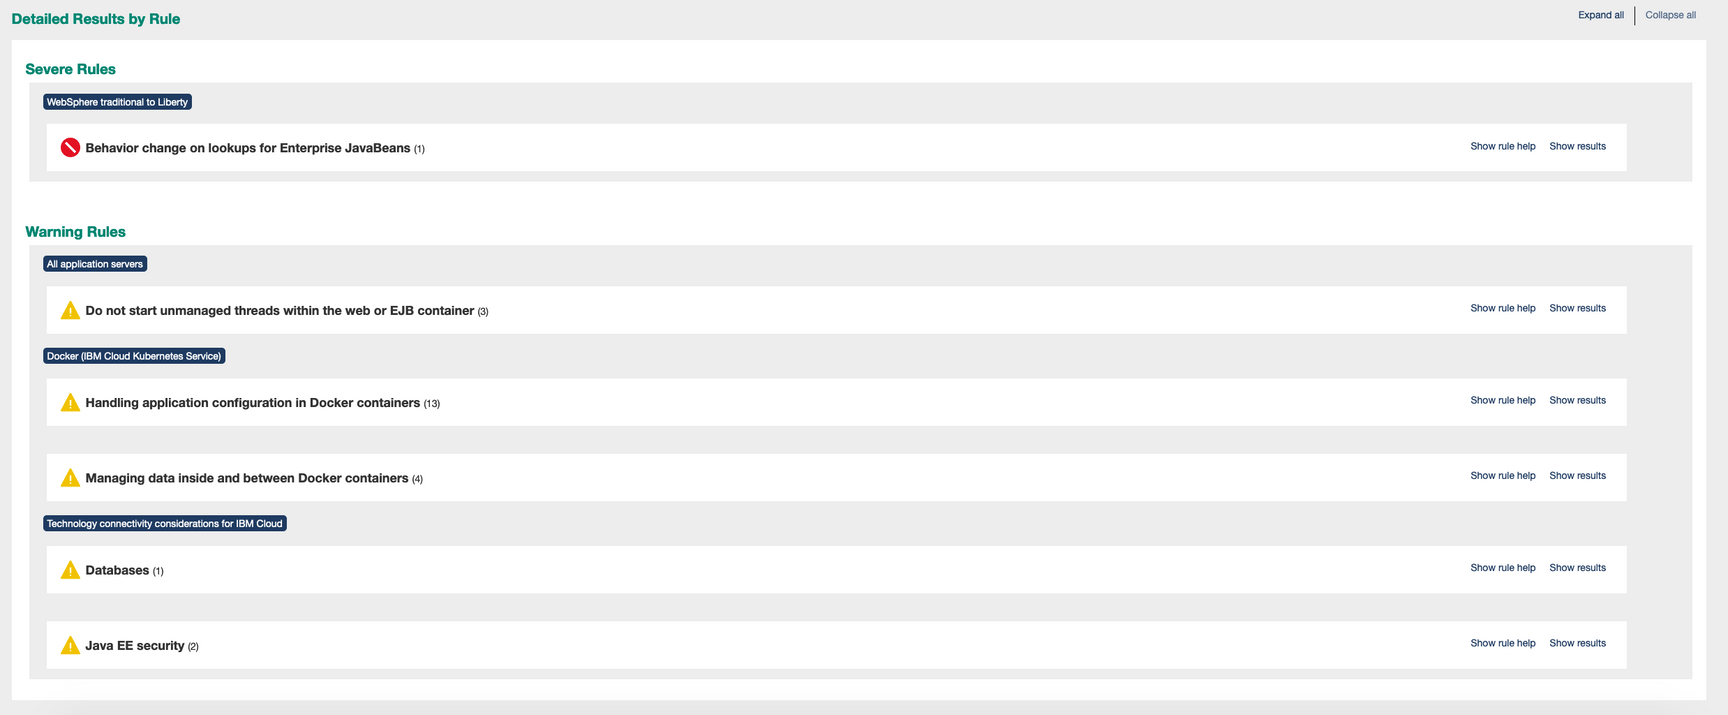 Detailed Results by Rule
Expand all
Collapse all
Severe Rules
WebSphere traditional to Liberty
Behavior change on lookups for Enterprise JavaBeans (1)
Show rule help
Show results
Warning Rules
All application servers
Do not start unmanaged threads within the web or EJB container (3)
Show rule help
Show results
Docker (IBM Cloud Kubernetes Service)
Handling application configuration in Docker containers (13)
Show rule help
Show results
Managing data inside and between Docker containers (4)
Show rule help
Show results
Technology connectivity considerations for IBM Cloud
Databases (1)
Show rule help
Show results
Java EE security (2)
Show rule help
Show results